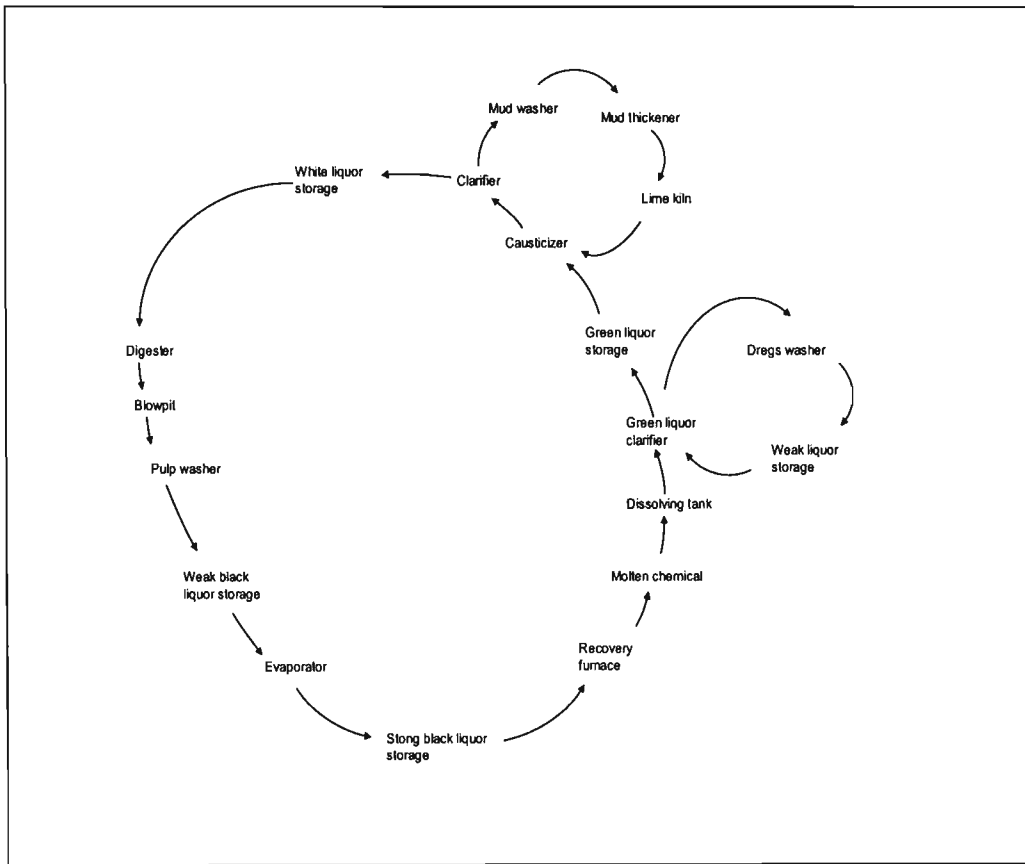 Mud washer
Mud thickener
White liquor
storage
Clarifier
Lime kiln
Causticizer
Green liquor
storage
Dregs washer
Digester
Blowpit
Green liquor
clarifier
Weak liquor
storage
Pulp washer
Dissolving tank
Weak black
liquor storage
Molten chemical
Evaporator
Recovery
furnace
Stong black liquor
storage